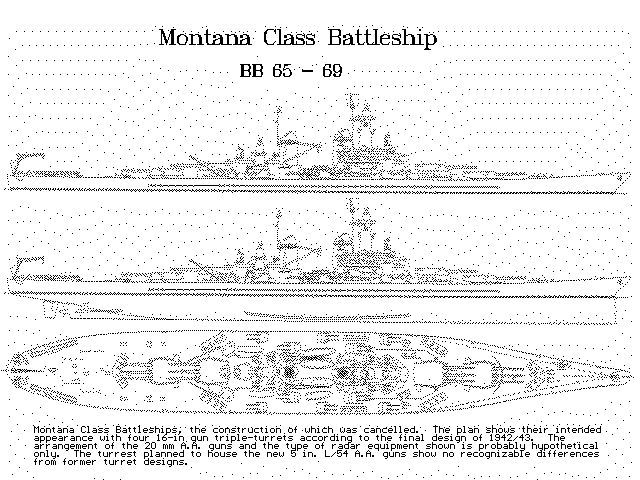 Montana Class Battleship
BB 65 - 69
Montana Class Battleships, the construction of which was cancelled. The plan shows their intended
appearance with four 16-in gun triple-turrets according to the final design of 1942/43. The
arrangement of the 20 mm A.A. guns and the type of radar equipment shown is probably hypothetical
only. The turrest planned to house the new 5 in. L/54 A.A. guns show no recognizable differences
from former turret designs.